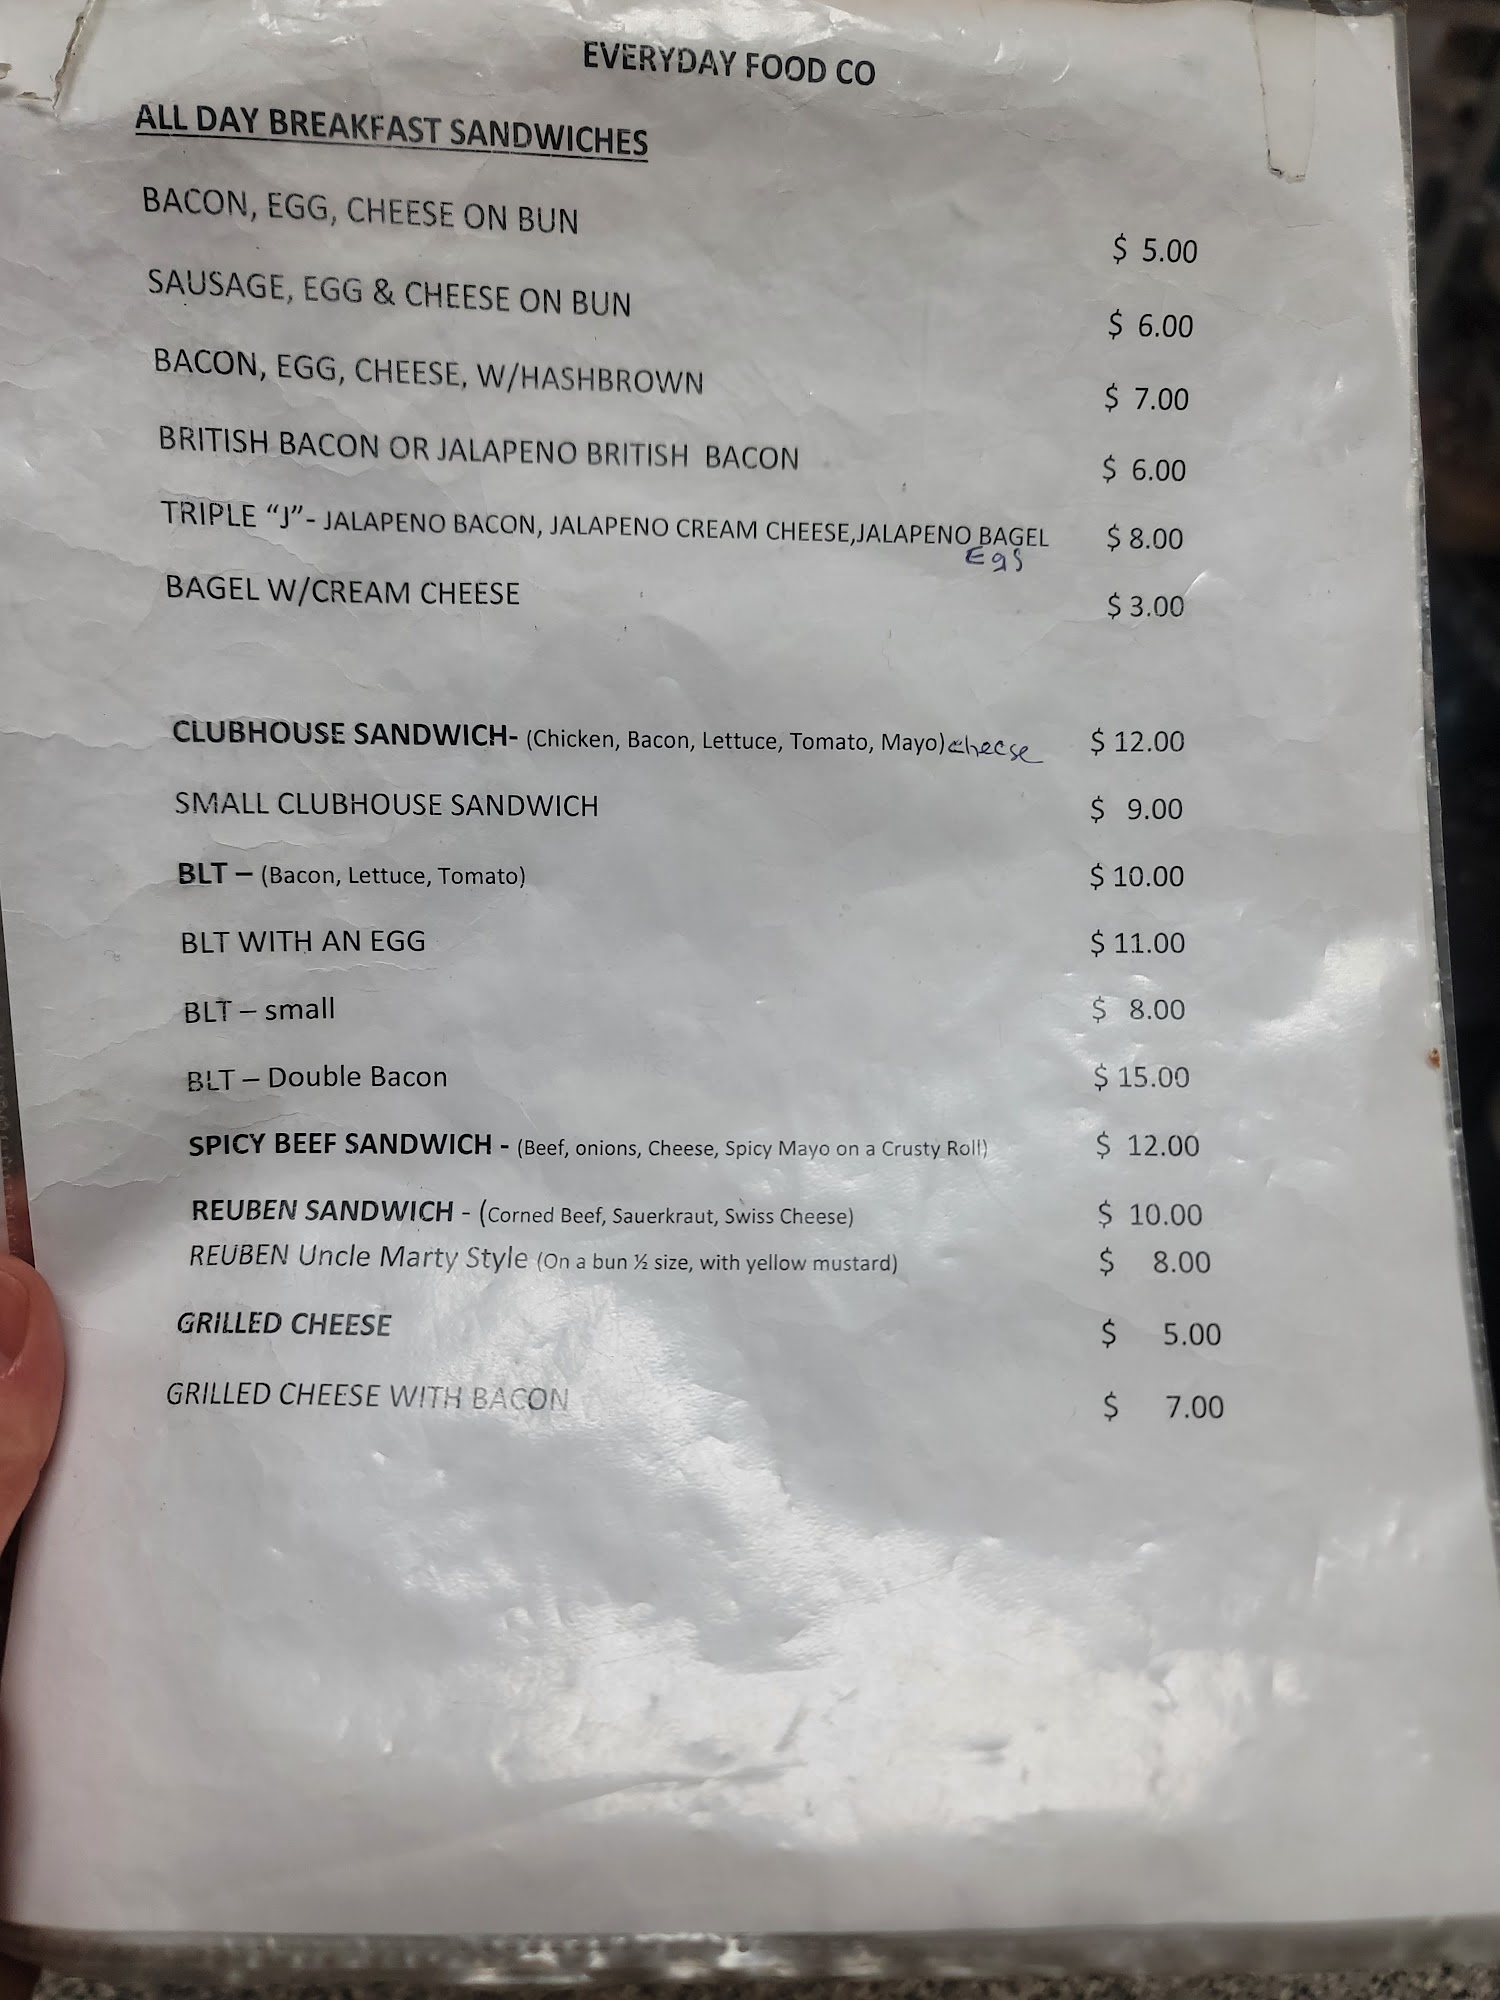 EVERYDAY FOOD CO
ALL DAY BREAKFAST SANDWICHES
BACON, EGG, CHEESE ON BUN $ 5.00
SAUSAGE, EGG & CHEESE ON BUN $ 6.00
BACON, EGG, CHEESE, W/HASHBROWN $ 7.00
BRITISH BACON OR JALAPENO BRITISH BACON $ 6.00
TRIPLE “J”- JALAPENO BACON, JALAPENO CREAM CHEESE,JALAPENO BAGEL $ 8.00
Egg
BAGEL W/CREAM CHEESE $ 3.00
CLUBHOUSE SANDWICH- (Chicken, Bacon, Lettuce, Tomato, Mayo) cheese $ 12.00
SMALL CLUBHOUSE SANDWICH $ 9.00
BLT – (Bacon, Lettuce, Tomato) $ 10.00
BLT WITH AN EGG $ 11.00
BLT – small $ 8.00
BLT – Double Bacon $ 15.00
SPICY BEEF SANDWICH - (Beef, onions, Cheese, Spicy Mayo on a Crusty Roll) $ 12.00
REUBEN SANDWICH - (Corned Beef, Sauerkraut, Swiss Cheese) $ 10.00
REUBEN Uncle Marty Style (On a bun ½ size, with yellow mustard) $ 8.00
GRILLED CHEESE $ 5.00
GRILLED CHEESE WITH BACON $ 7.00